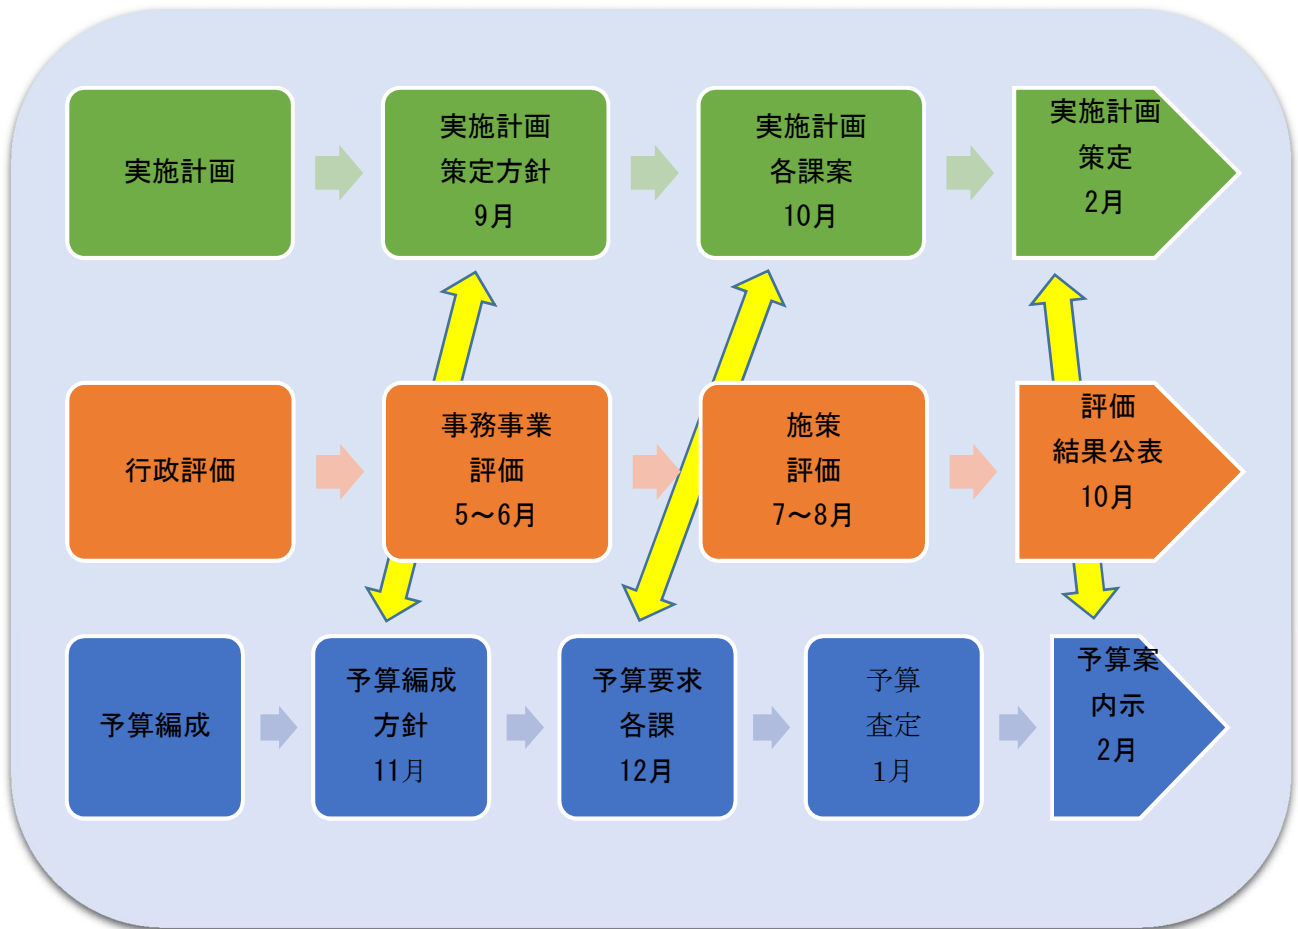 実施計画
実施計画
策定方針
9月
実施計画
各課案
10月
実施計画
策定
2月
行政評価
事務事業
評価
5～6月
施策
評価
7～8月
評価
結果公表
10月
予算編成
予算編成
方針
11月
予算要求
各課
12月
予算
査定
1月
予算案
内示
2月